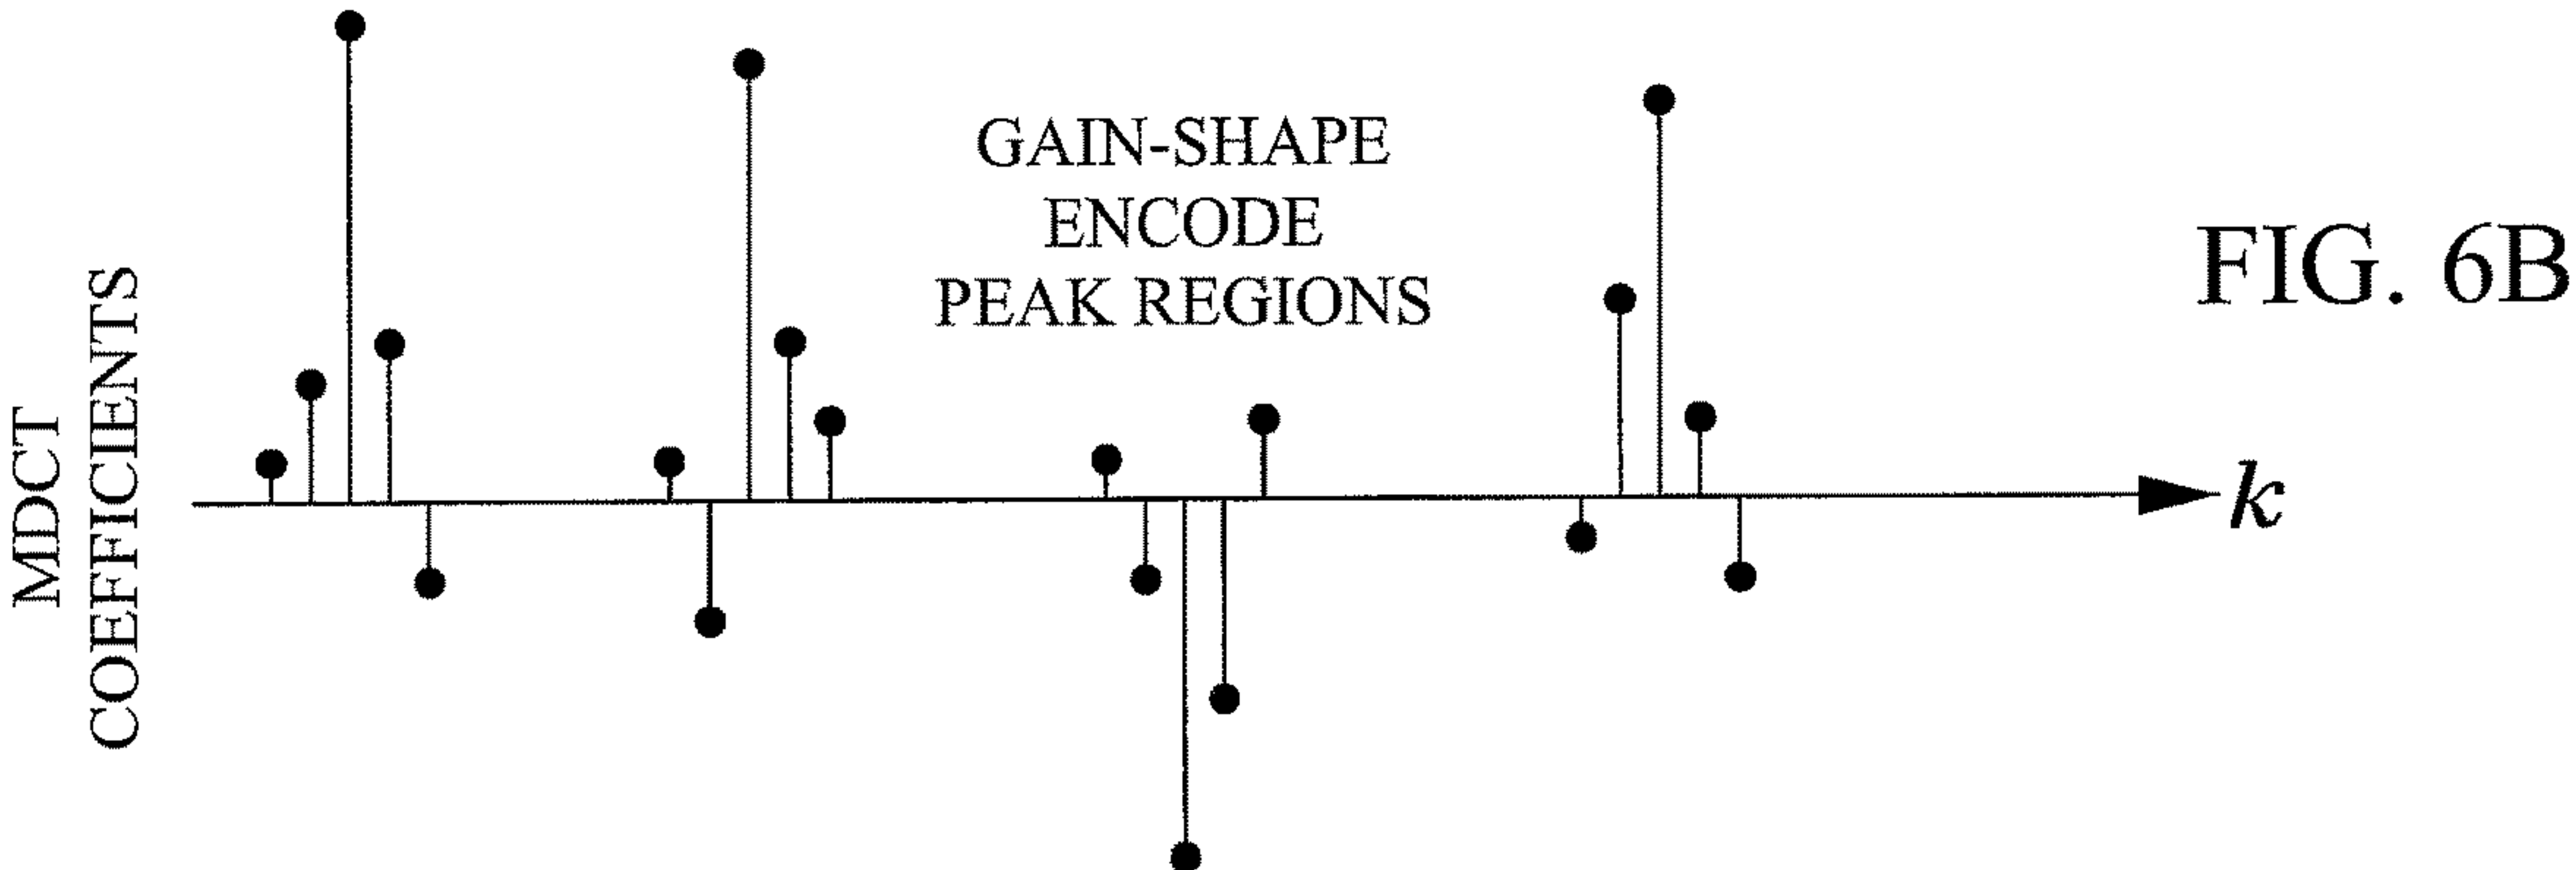 MDCT
COEFFICIENTS
GAIN-SHAPE
ENCODE
PEAK REGIONS
k
FIG. 6B